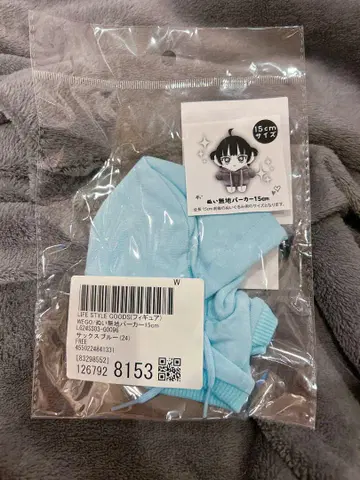 15cm
サイズ
ぬい無地パーカー15cm
W
LIFE STYLE GOODS(フィギュア)
WEGO/ぬい無地パーカー15cm
LG24SS03-G0096
サックスブルー(24)
FREE
[83298552]
126792 8153